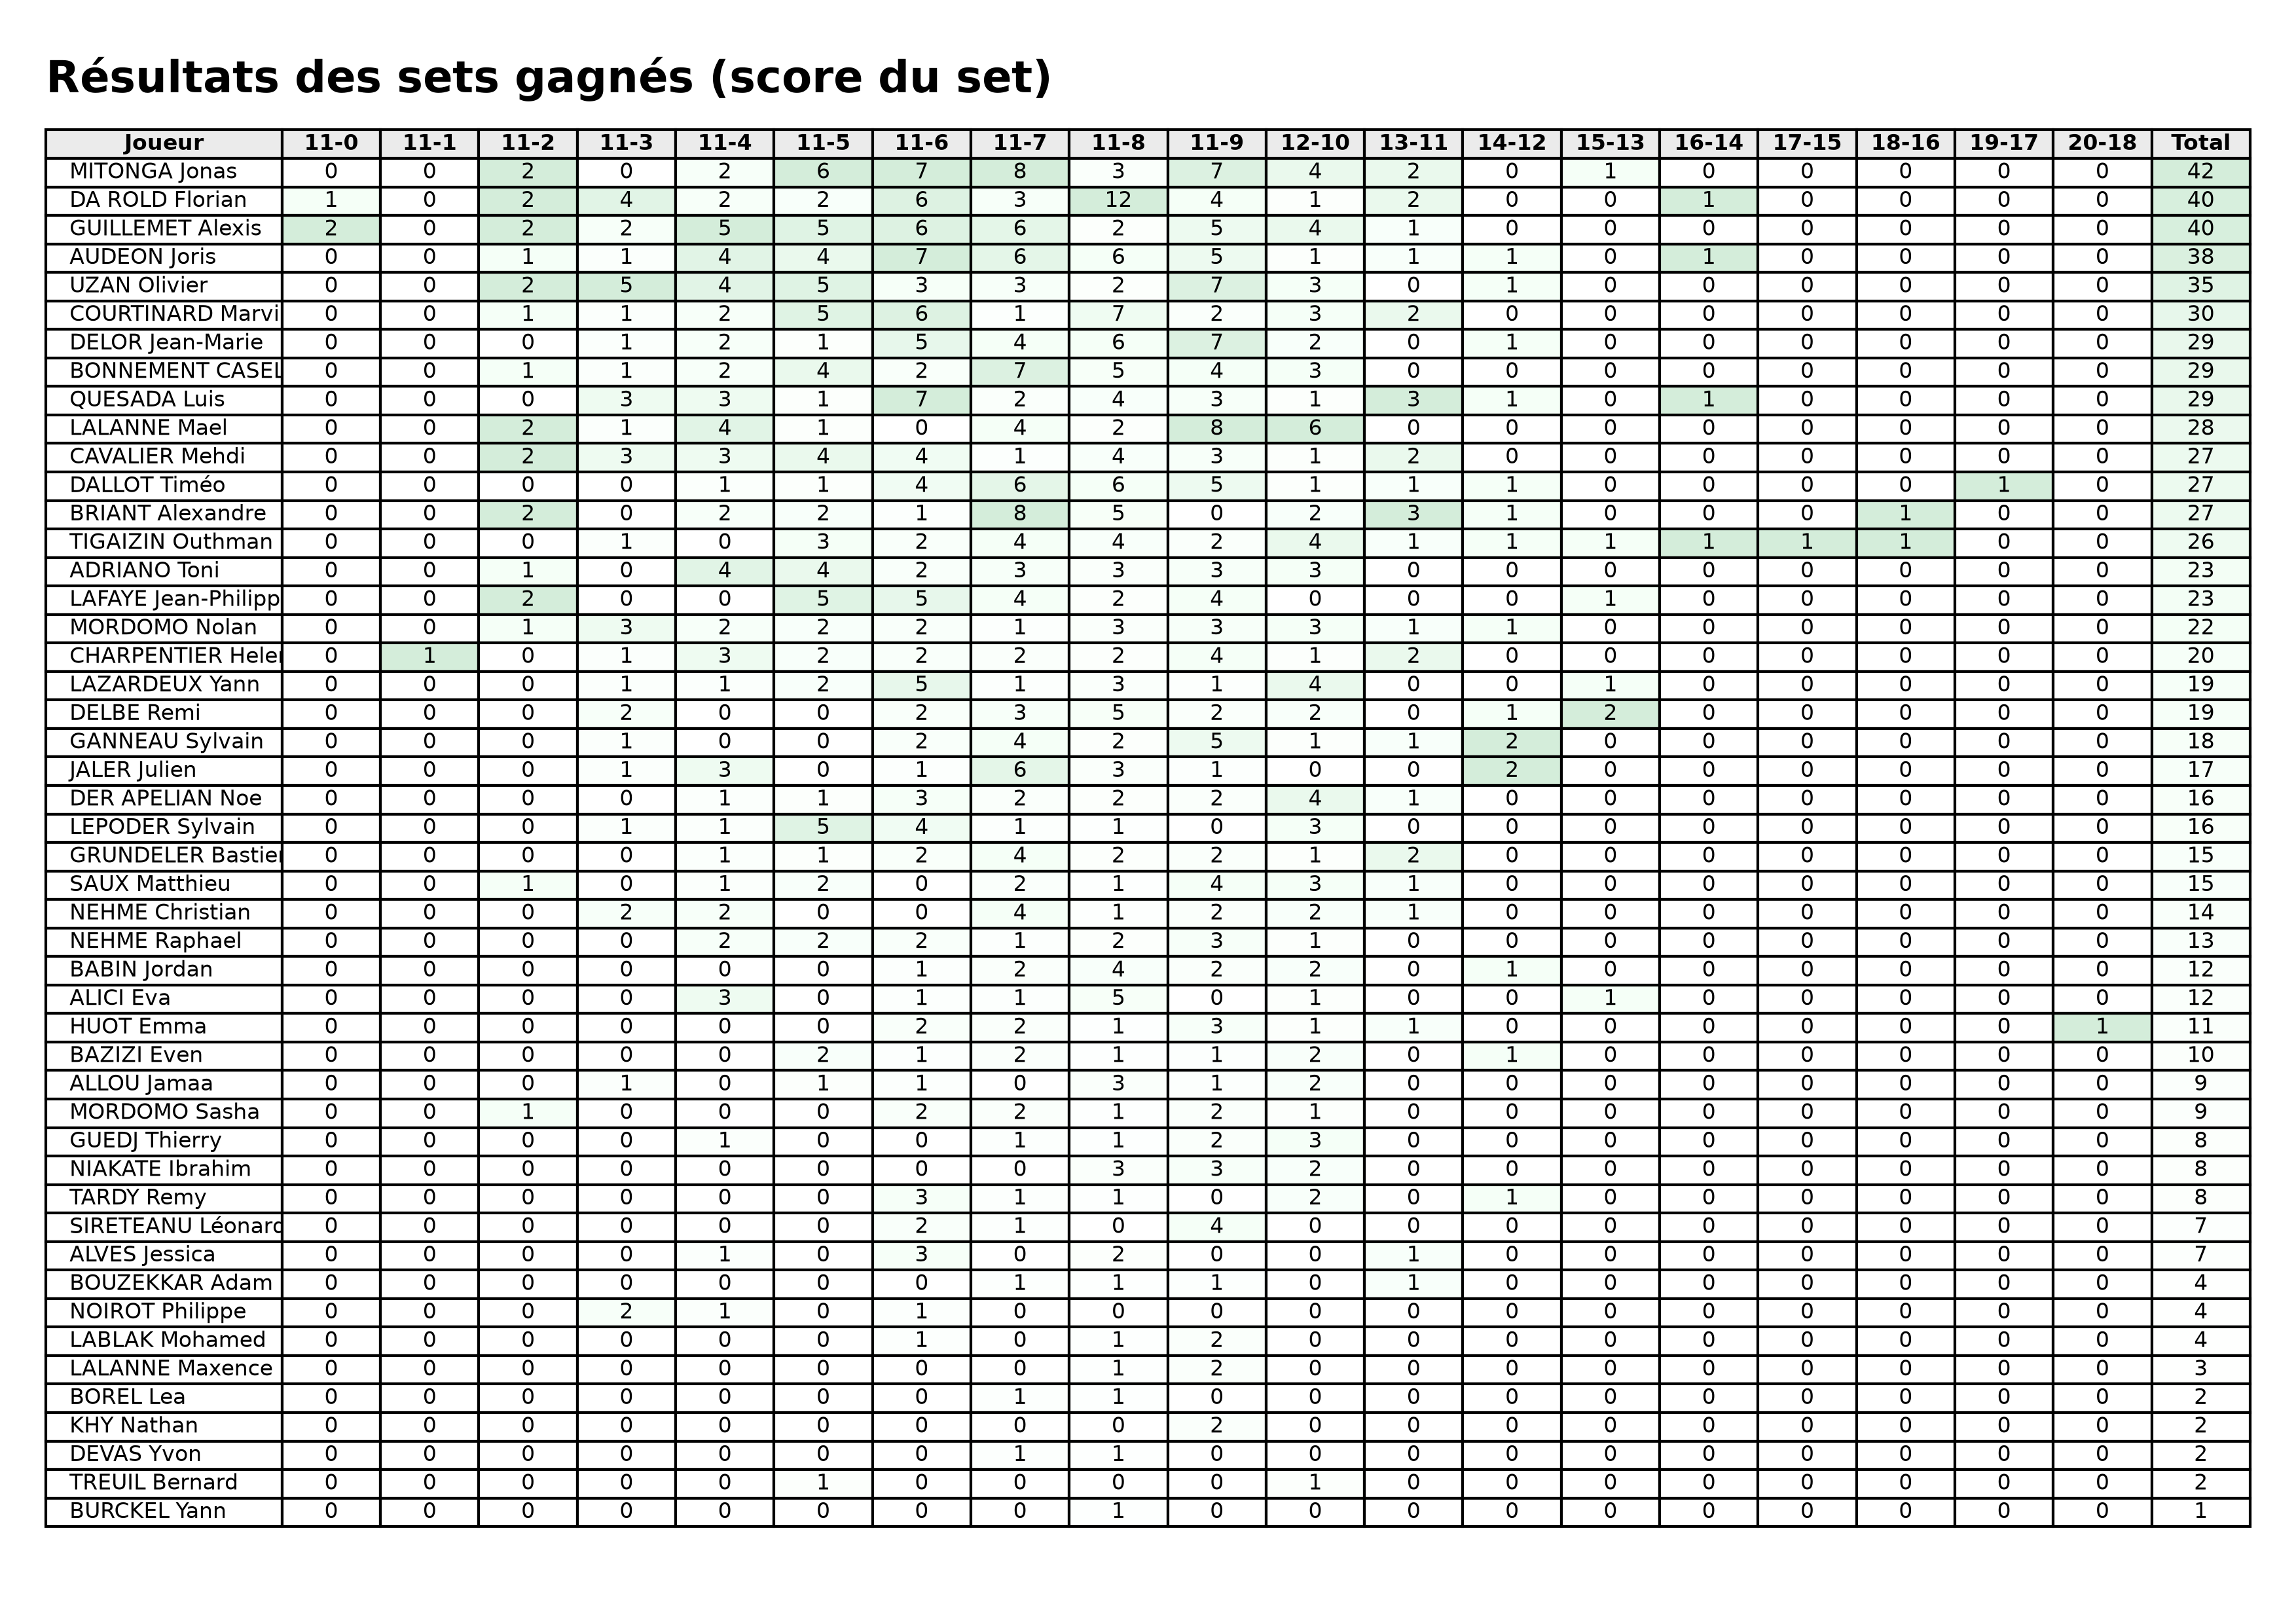 Résultats des sets gagnés (score du set)
Joueur 11-0 11-1 11-2 11-3 11-4 11-5 11-6 11-7 11-8 11-9 12-10 13-11 14-12 15-13 16-14 17-15 18-16 19-17 20-18 Total
MITONGA Jonas 0 0 2 0 2 6 7 8 3 7 4 2 0 1 0 0 0 0 0 42
DA ROLD Florian 1 0 2 4 2 2 6 3 12 4 1 2 0 0 1 0 0 0 0 40
GUILLEMET Alexis 2 0 2 2 5 5 6 6 2 5 4 1 0 0 0 0 0 0 0 40
AUDEON Joris 0 0 1 1 4 4 7 6 6 5 1 1 1 0 1 0 0 0 0 38
UZAN Olivier 0 0 2 5 4 5 3 3 2 7 3 0 1 0 0 0 0 0 0 35
COURTINARD Marvi 0 0 1 1 2 5 6 1 7 2 3 2 0 0 0 0 0 0 0 30
DELOR Jean-Marie 0 0 0 1 2 1 5 4 6 7 2 0 1 0 0 0 0 0 0 29
BONNEMENT CASEL 0 0 1 1 2 4 2 7 5 4 3 0 0 0 0 0 0 0 0 29
QUESADA Luis 0 0 0 3 3 1 7 2 4 3 1 3 1 0 1 0 0 0 0 29
LALANNE Mael 0 0 2 1 4 1 0 4 2 8 6 0 0 0 0 0 0 0 0 28
CAVALIER Mehdi 0 0 2 3 3 4 4 1 4 3 1 2 0 0 0 0 0 0 0 27
DALLOT Timéo 0 0 0 0 1 1 4 6 6 5 1 1 1 0 0 0 0 1 0 27
BRIANT Alexandre 0 0 2 0 2 2 1 8 5 0 2 3 1 0 0 0 1 0 0 27
TIGAIZIN Outhman 0 0 0 1 0 3 2 4 4 2 4 1 1 1 1 1 1 0 0 26
ADRIANO Toni 0 0 1 0 4 4 2 3 3 3 3 0 0 0 0 0 0 0 0 23
LAFAYE Jean-Philipp 0 0 2 0 0 5 5 4 2 4 0 0 0 1 0 0 0 0 0 23
MORDOMO Nolan 0 0 1 3 2 2 2 1 3 3 3 1 1 0 0 0 0 0 0 22
CHARPENTIER Helen 0 1 0 1 3 2 2 2 2 4 1 2 0 0 0 0 0 0 0 20
LAZARDEUX Yann 0 0 0 1 1 2 5 1 3 1 4 0 0 1 0 0 0 0 0 19
DELBE Remi 0 0 0 2 0 0 2 3 5 2 2 0 1 2 0 0 0 0 0 19
GANNEAU Sylvain 0 0 0 1 0 0 2 4 2 5 1 1 2 0 0 0 0 0 0 18
JALER Julien 0 0 0 1 3 0 1 6 3 1 0 0 2 0 0 0 0 0 0 17
DER APELIAN Noe 0 0 0 0 1 1 3 2 2 2 4 1 0 0 0 0 0 0 0 16
LEPODER Sylvain 0 0 0 1 1 5 4 1 1 0 3 0 0 0 0 0 0 0 0 16
GRUNDELER Bastien 0 0 0 0 1 1 2 4 2 2 1 2 0 0 0 0 0 0 0 15
SAUX Matthieu 0 0 1 0 1 2 0 2 1 4 3 1 0 0 0 0 0 0 0 15
NEHME Christian 0 0 0 2 2 0 0 4 1 2 2 1 0 0 0 0 0 0 0 14
NEHME Raphael 0 0 0 0 2 2 2 1 2 3 1 0 0 0 0 0 0 0 0 13
BABIN Jordan 0 0 0 0 0 0 1 2 4 2 2 0 1 0 0 0 0 0 0 12
ALICI Eva 0 0 0 0 3 0 1 1 5 0 1 0 0 1 0 0 0 0 0 12
HUOT Emma 0 0 0 0 0 0 2 2 1 3 1 1 0 0 0 0 0 0 1 11
BAZIZI Even 0 0 0 0 0 2 1 2 1 1 2 0 1 0 0 0 0 0 0 10
ALLOU Jamaa 0 0 0 1 0 1 1 0 3 1 2 0 0 0 0 0 0 0 0 9
MORDOMO Sasha 0 0 1 0 0 0 2 2 1 2 1 0 0 0 0 0 0 0 0 9
GUEDJ Thierry 0 0 0 0 1 0 0 1 1 2 3 0 0 0 0 0 0 0 0 8
NIAKATE Ibrahim 0 0 0 0 0 0 0 0 3 3 2 0 0 0 0 0 0 0 0 8
TARDY Remy 0 0 0 0 0 0 3 1 1 0 2 0 1 0 0 0 0 0 0 8
SIRETEANU Léonard 0 0 0 0 0 0 2 1 0 4 0 0 0 0 0 0 0 0 0 7
ALVES Jessica 0 0 0 0 1 0 3 0 2 0 0 1 0 0 0 0 0 0 0 7
BOUZEKKAR Adam 0 0 0 0 0 0 0 1 1 1 0 1 0 0 0 0 0 0 0 4
NOIROT Philippe 0 0 0 2 1 0 1 0 0 0 0 0 0 0 0 0 0 0 0 4
LABLAK Mohamed 0 0 0 0 0 0 1 0 1 2 0 0 0 0 0 0 0 0 0 4
LALANNE Maxence 0 0 0 0 0 0 0 0 1 2 0 0 0 0 0 0 0 0 0 3
BOREL Lea 0 0 0 0 0 0 0 1 1 0 0 0 0 0 0 0 0 0 0 2
KHY Nathan 0 0 0 0 0 0 0 0 0 2 0 0 0 0 0 0 0 0 0 2
DEVAS Yvon 0 0 0 0 0 0 0 1 1 0 0 0 0 0 0 0 0 0 0 2
TREUIL Bernard 0 0 0 0 0 1 0 0 0 0 1 0 0 0 0 0 0 0 0 2
BURCKEL Yann 0 0 0 0 0 0 0 0 1 0 0 0 0 0 0 0 0 0 0 1